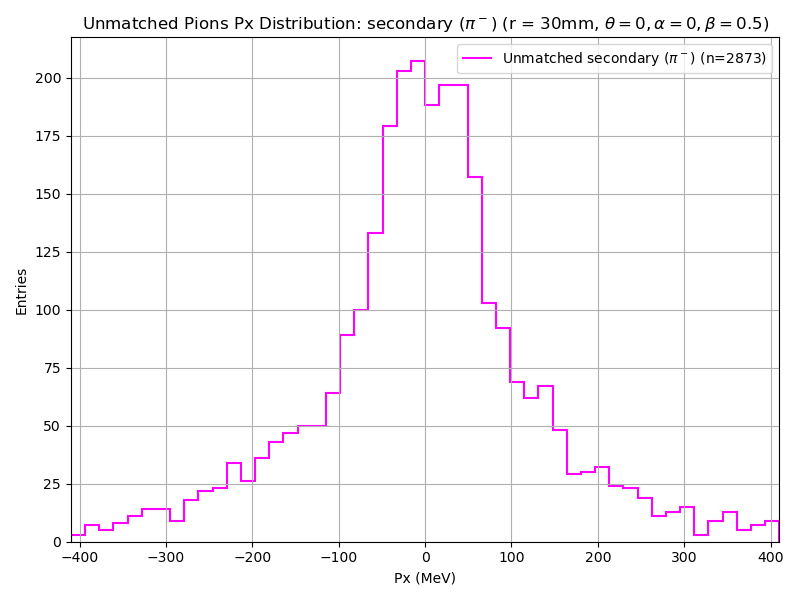 Unmatched Pions Px Distribution: secondary (π⁻) (r = 30mm, θ = 0, α = 0, β = 0.5)
Unmatched secondary (π⁻) (n=2873)
Entries
200
175
150
125
100
75
50
25
0
−400 −300 −200 −100 0 100 200 300 400
Px (MeV)